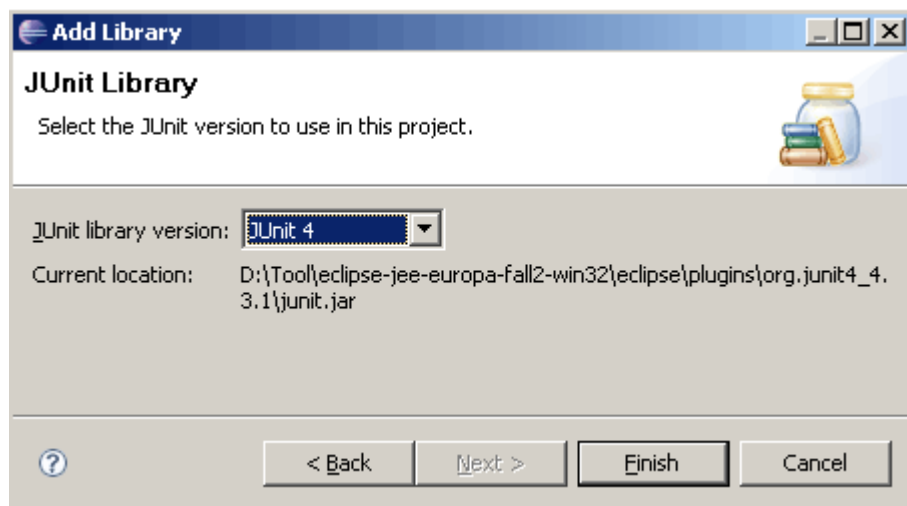 Add Library
JUnit Library
Select the JUnit version to use in this project.
JUnit library version: JUnit 4
Current location: D:\Tool\eclipse-jee-europa-fall2-win32\eclipse\plugins\org.junit4_4.
3.1\junit.jar
? < Back Next > Finish Cancel